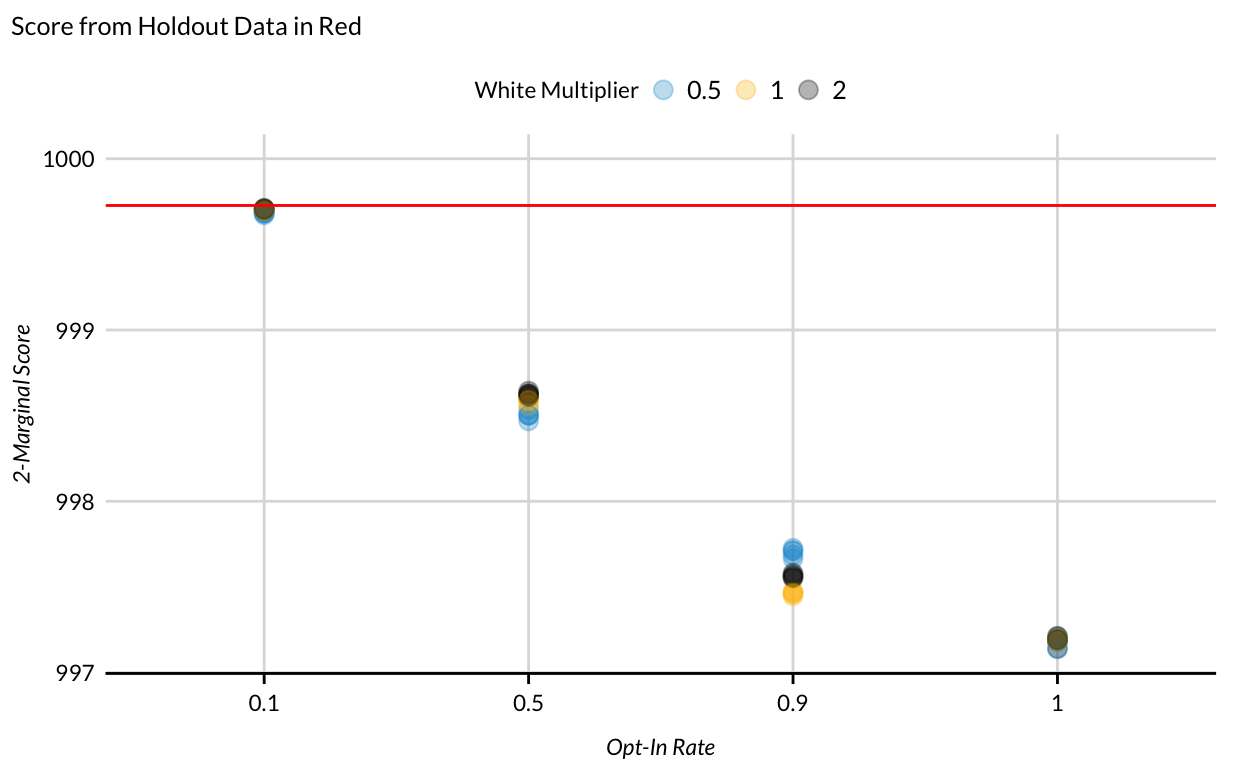 Score from Holdout Data in Red
White Multiplier 0.5 1 2
1000
999
998
997
2-Marginal Score
0.1 0.5 0.9 1
Opt-In Rate